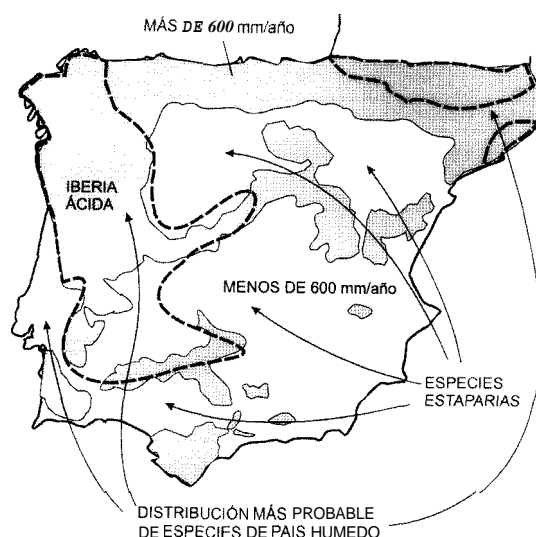 MÁS DE 600 mm/año
IBERIA
ÁCIDA
MENOS DE 600 mm/año
ESPECIES
ESTAPARIAS
DISTRIBUCIÓN MÁS PROBABLE
DE ESPECIES DE PAIS HUMEDO